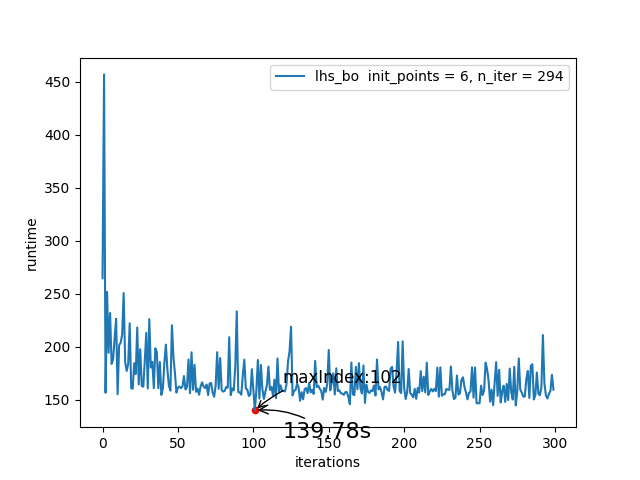 lhs_bo  init_points = 6, n_iter = 294
450
400
350
300
250
200
150
runtime
maxIndex:102
139.78s
0
50
100
150
200
250
300
iterations